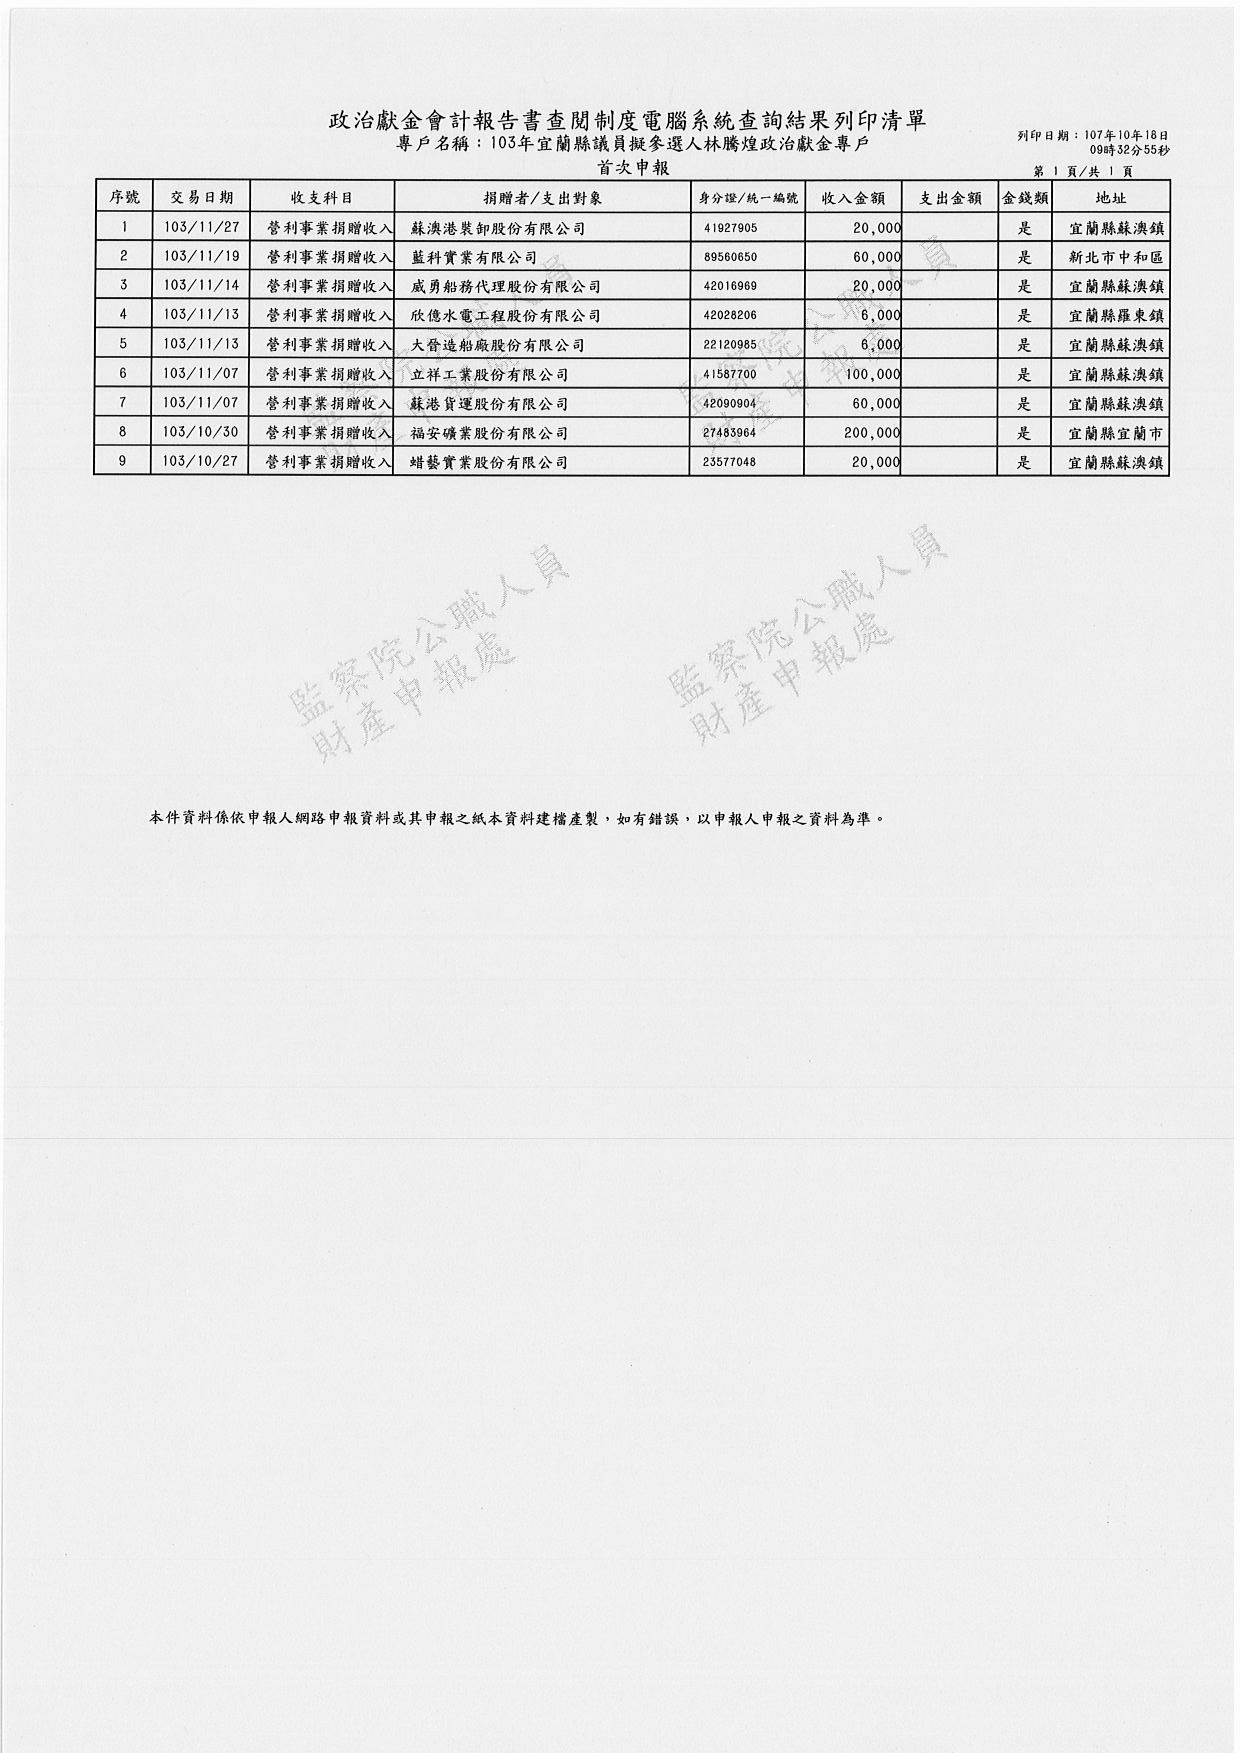 政治獻金會計報告書查閱制度電腦系統查詢結果列印清單
專戶名稱：103年宜蘭縣議員擬參選人林騰煌政治獻金專戶
首次申報
列印日期：107年10月18日
09時32分55秒
第 1 頁/共 1 頁
序號 交易日期 收支科目 捐贈者/支出對象 身分證/統一編號 收入金額 支出金額 金錢類 地址
1 103/11/27 營利事業捐贈收入 蘇澳港裝卸股份有限公司 41927905 20,000 是 宜蘭縣蘇澳鎮
2 103/11/19 營利事業捐贈收入 藍科實業有限公司 89560650 60,000 是 新北市中和區
3 103/11/14 營利事業捐贈收入 威勇船務代理股份有限公司 42016969 20,000 是 宜蘭縣蘇澳鎮
4 103/11/13 營利事業捐贈收入 欣億水電工程股份有限公司 42028206 6,000 是 宜蘭縣羅東鎮
5 103/11/13 營利事業捐贈收入 大晉造船廠股份有限公司 22120985 6,000 是 宜蘭縣蘇澳鎮
6 103/11/07 營利事業捐贈收入 立祥工業股份有限公司 41587700 100,000 是 宜蘭縣蘇澳鎮
7 103/11/07 營利事業捐贈收入 蘇港貨運股份有限公司 42090904 60,000 是 宜蘭縣蘇澳鎮
8 103/10/30 營利事業捐贈收入 福安礦業股份有限公司 27483964 200,000 是 宜蘭縣宜蘭市
9 103/10/27 營利事業捐贈收入 蜡藝實業股份有限公司 23577048 20,000 是 宜蘭縣蘇澳鎮
監察院公職人員
財產申報處
監察院公職人員
財產申報處
監察院公職人員
財產申報處
監察院公職人員
財產申報處
本件資料係依申報人網路申報資料或其申報之紙本資料建檔產製，如有錯誤，以申報人申報之資料為準。